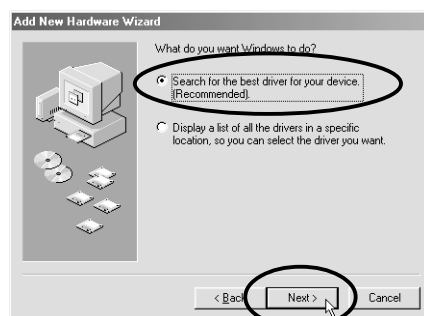 Add New Hardware Wizard
What do you want Windows to do?
Search for the best driver for your device.
(Recommended).
Display a list of all the drivers in a specific
location, so you can select the driver you want.
< Back
Next >
Cancel